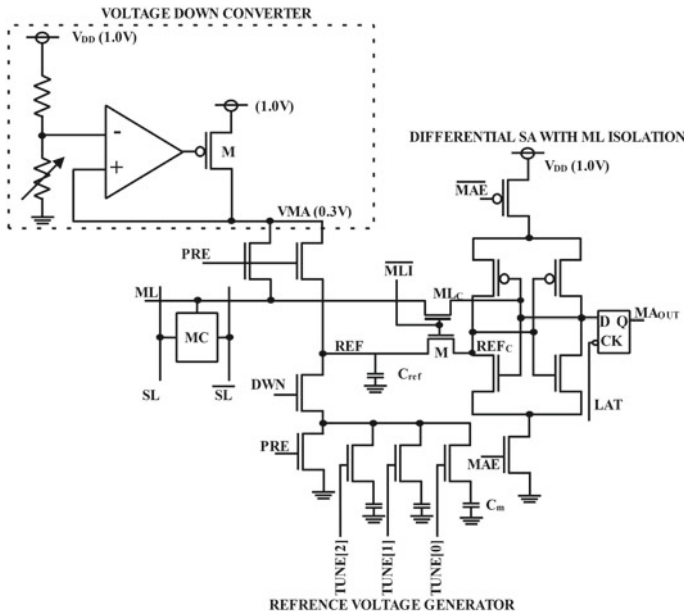 VOLTAGE DOWN CONVERTER
VDD (1.0V)
(1.0V)
-
+
M
DIFFERENTIAL SA WITH ML ISOLATION
VDD (1.0V)
MAE
VMA (0.3V)
PRE
MLI
ML
MLC
MC
D Q
MAOUT
CK
REF
M
REFC
SL
SL
Cref
DWN
LAT
PRE
MAE
Cm
TUNE[2]
TUNE[1]
TUNE[0]
REFRENCE VOLTAGE GENERATOR